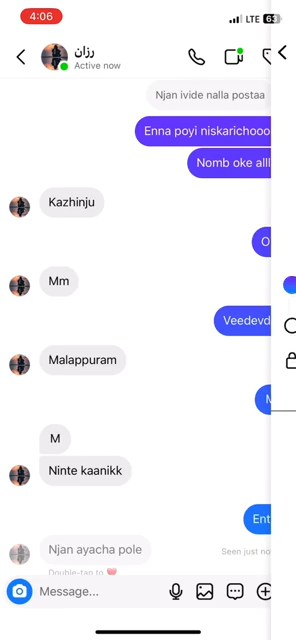 4:06
LTE 63
رزان
Active now
Njan ivide nalla postaa
Enna poyi niskarichooo
Nomb oke alll
Kazhinju
O
Mm
Veedevd
Malappuram
M
M
Ninte kaanikk
Ent
Njan ayacha pole
Seen just no
Double-tap to ❤️
Message...